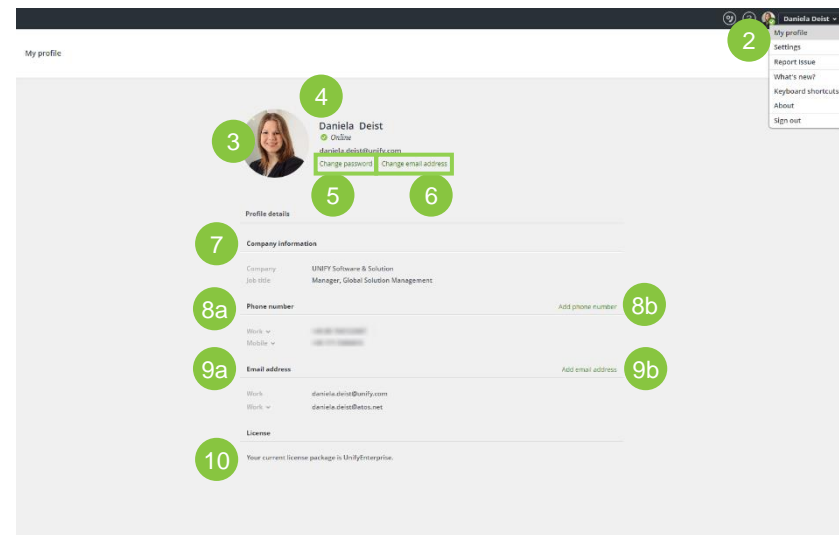 Daniela Deist
2
My profile
Settings
Report Issue
What's new?
Keyboard shortcuts
About
Sign out
My profile
4
3
Daniela Deist
Online
daniela.deist@unify.com
Change password Change email address
5 6
Profile details
7
Company information
Company UNIFY Software & Solution
Job title Manager, Global Solution Management
8a Phone number Add phone number 8b
Work
Mobile
9a Email address Add email address 9b
Work daniela.deist@unify.com
Work daniela.deist@atos.net
License
10 Your current license package is UnifyEnterprise.